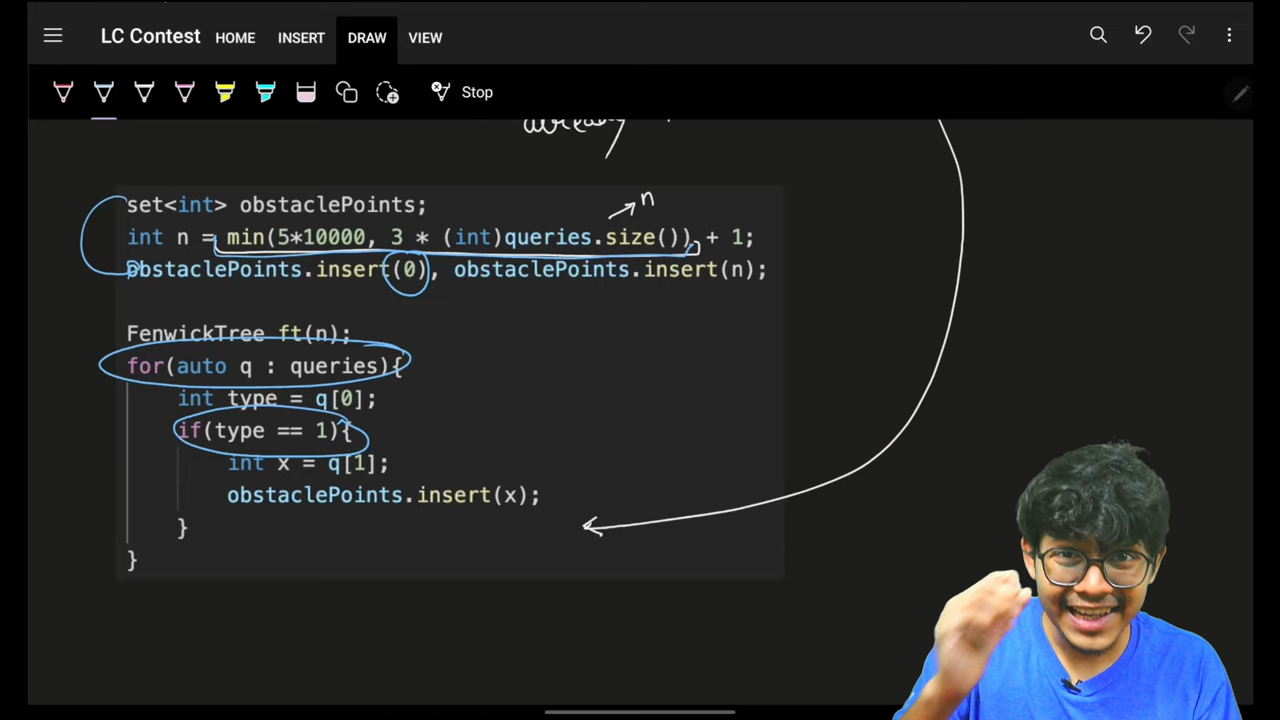 LC Contest HOME INSERT DRAW VIEW
Stop
already
n
set<int> obstaclePoints;
int n = min(5*10000, 3 * (int)queries.size()) + 1;
obstaclePoints.insert(0), obstaclePoints.insert(n);
FenwickTree ft(n);
for(auto q : queries){
int type = q[0];
if(type == 1){
int x = q[1];
obstaclePoints.insert(x);
}
}